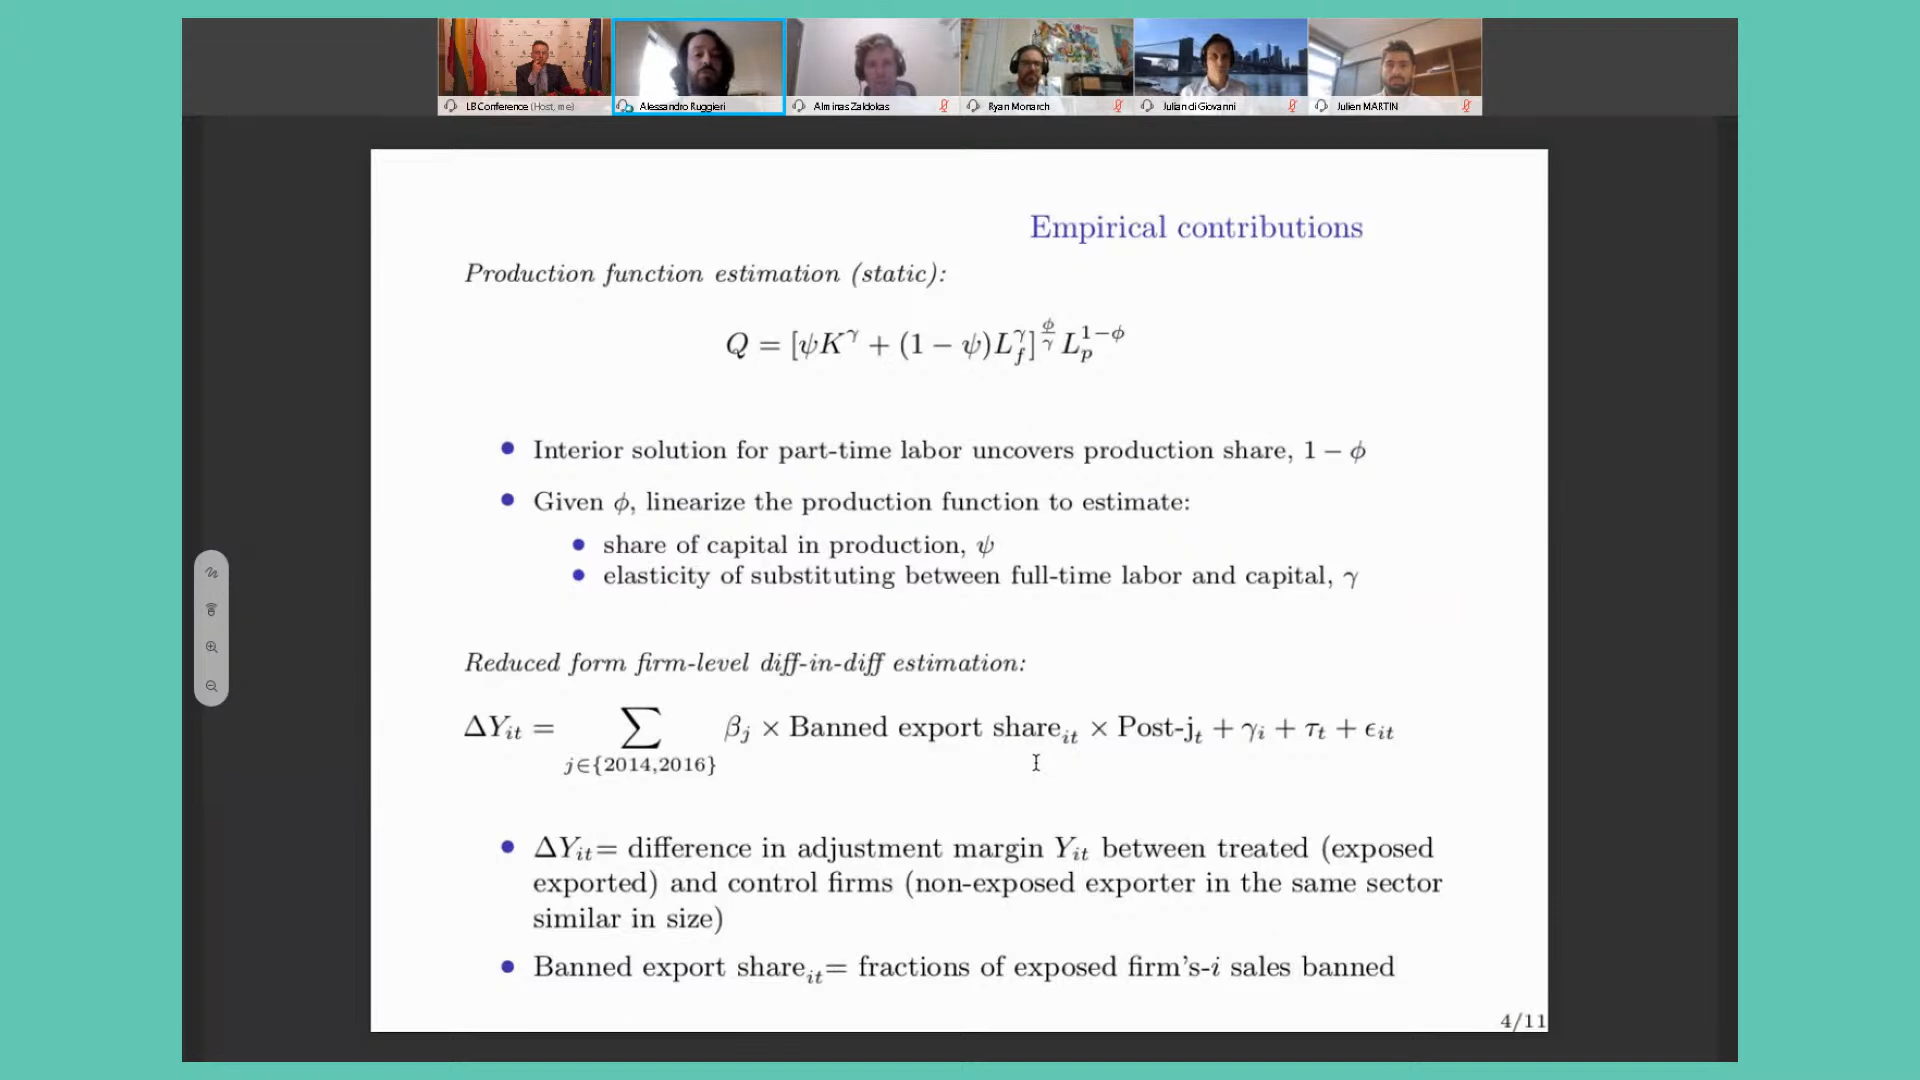 LB Conference (Host, me)
Alessandro Ruggieri
Alminas Zaldokas
Ryan Monarch
Julian di Giovanni
Julien MARTIN
Empirical contributions
Production function estimation (static):
Q = [ψK^γ + (1 − ψ)L_f^γ]^{ϕ/γ} L_p^{1−ϕ}
• Interior solution for part-time labor uncovers production share, 1 − ϕ
• Given ϕ, linearize the production function to estimate:
• share of capital in production, ψ
• elasticity of substituting between full-time labor and capital, γ
Reduced form firm-level diff-in-diff estimation:
ΔY_it = ∑_{j∈{2014,2016}} β_j × Banned export share_it × Post-j_t + γ_i + τ_t + ϵ_it
• ΔY_it= difference in adjustment margin Y_it between treated (exposed
exported) and control firms (non-exposed exporter in the same sector
similar in size)
• Banned export share_it= fractions of exposed firm's-i sales banned
4/11